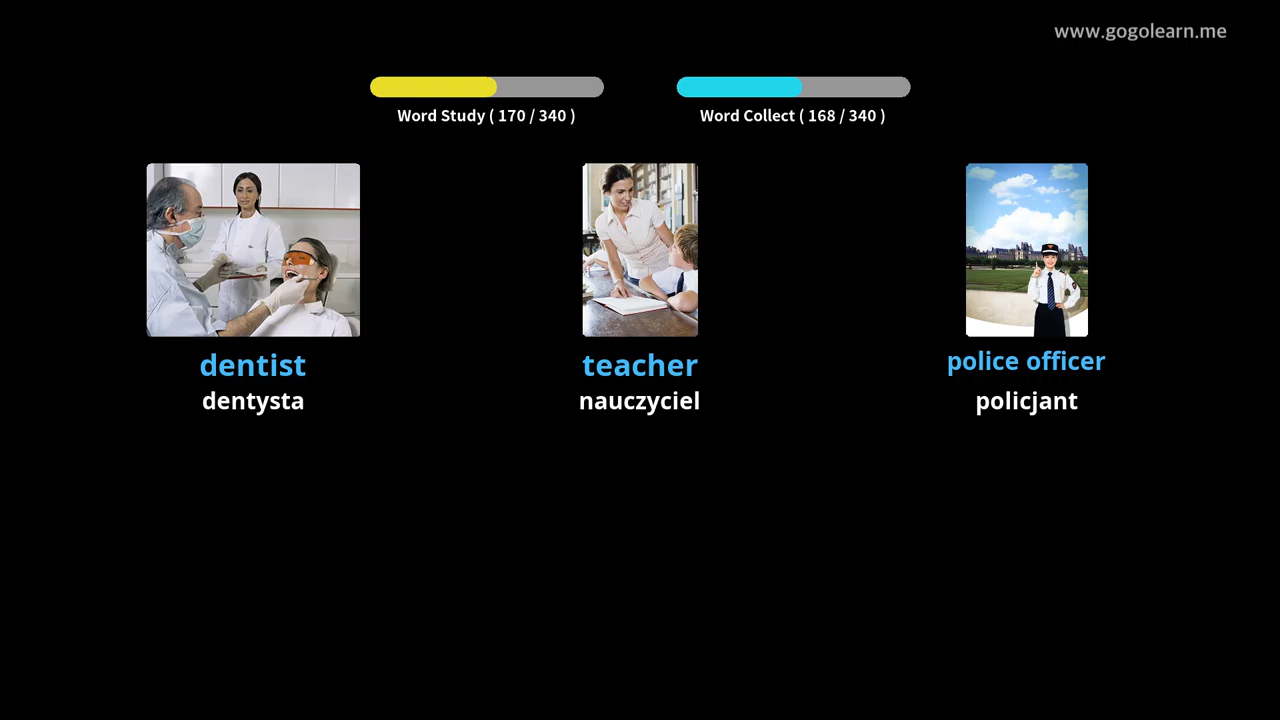 www.gogolearn.me
Word Study ( 170 / 340 )
Word Collect ( 168 / 340 )
dentist
dentysta
teacher
nauczyciel
police officer
policjant